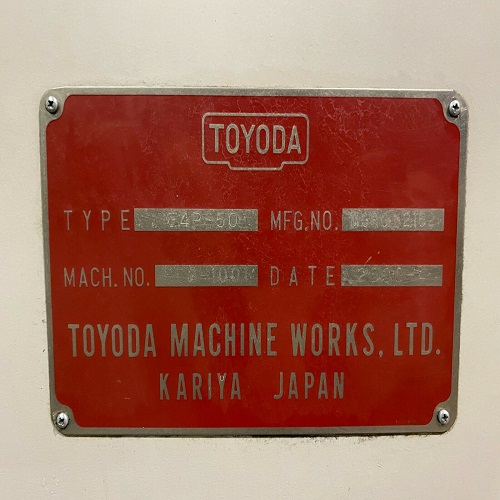 TOYODA
TYPE MFG.NO.
MACH.NO. DATE
TOYODA MACHINE WORKS, LTD.
KARIYA JAPAN